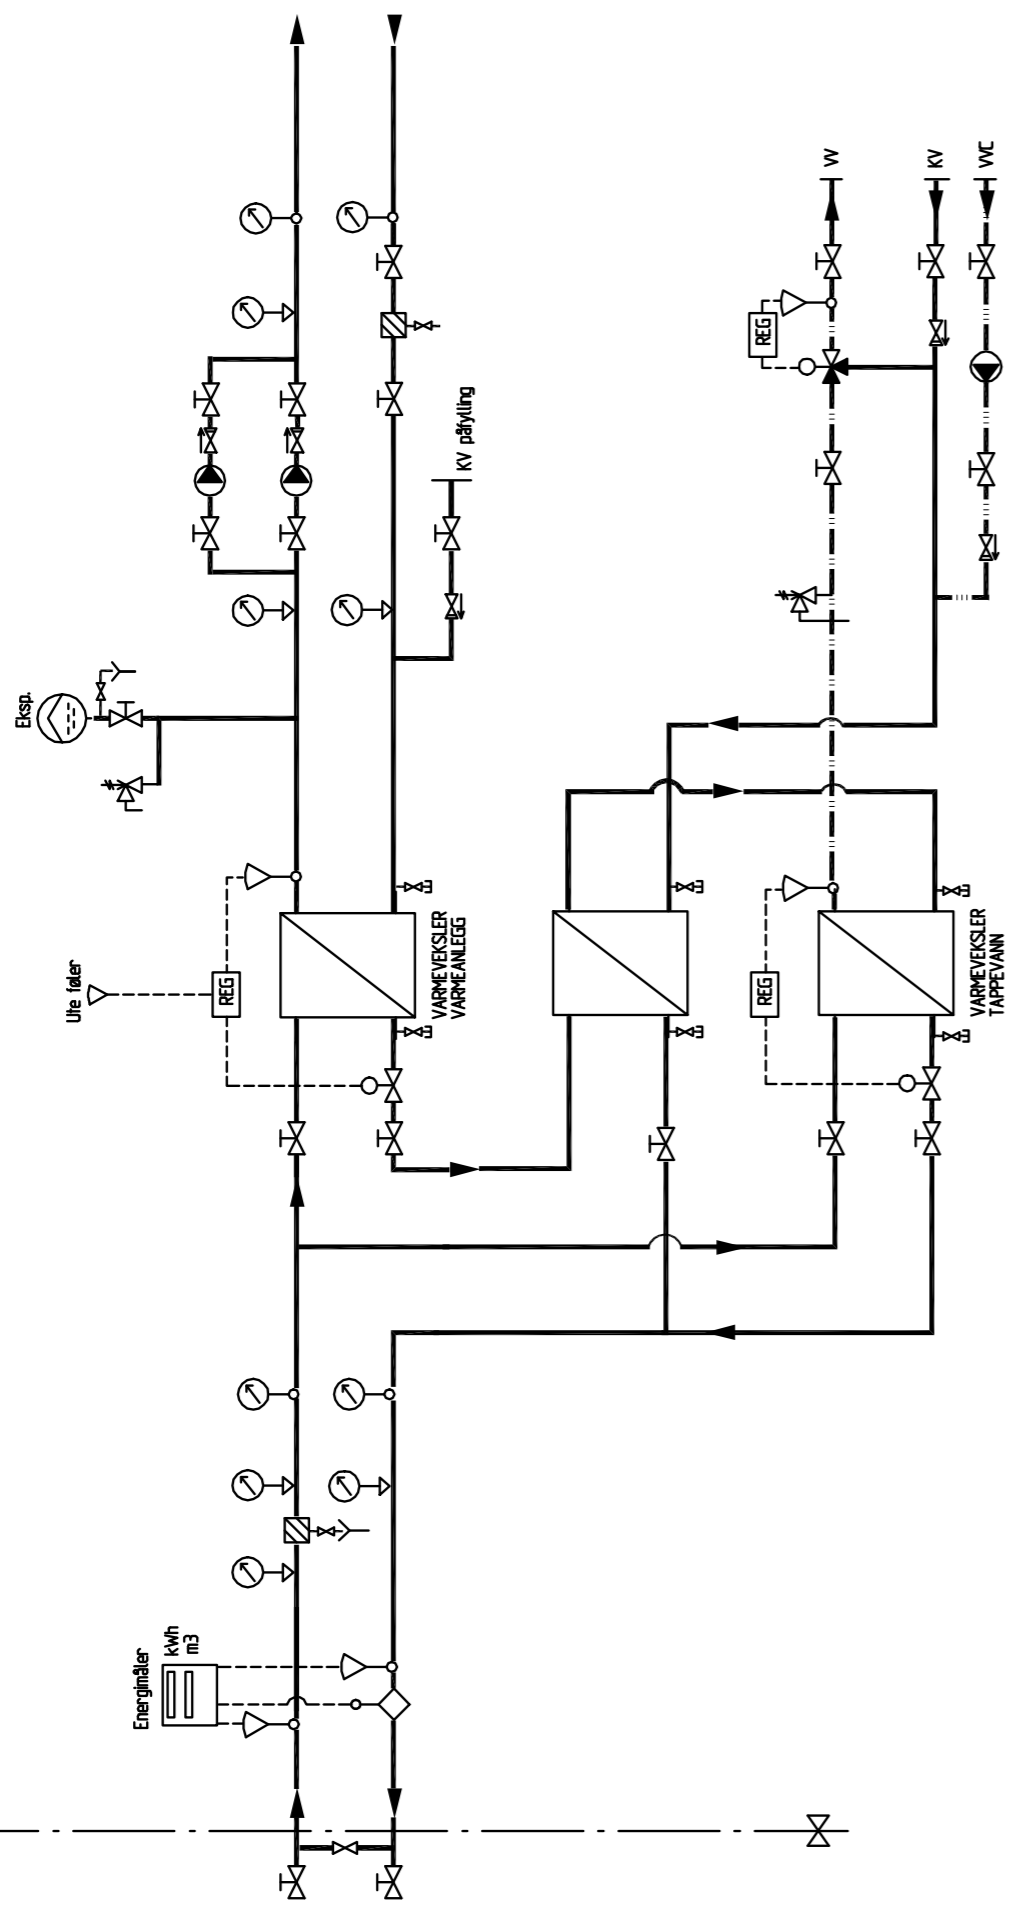 VV
KV
VVC
REG
KV påfylling
Eksp.
Ute føler
REG
VARMEVEKSLER
VARMEANLEGG
REG
VARMEVEKSLER
TAPPEVANN
Energimåler
kWh
m3